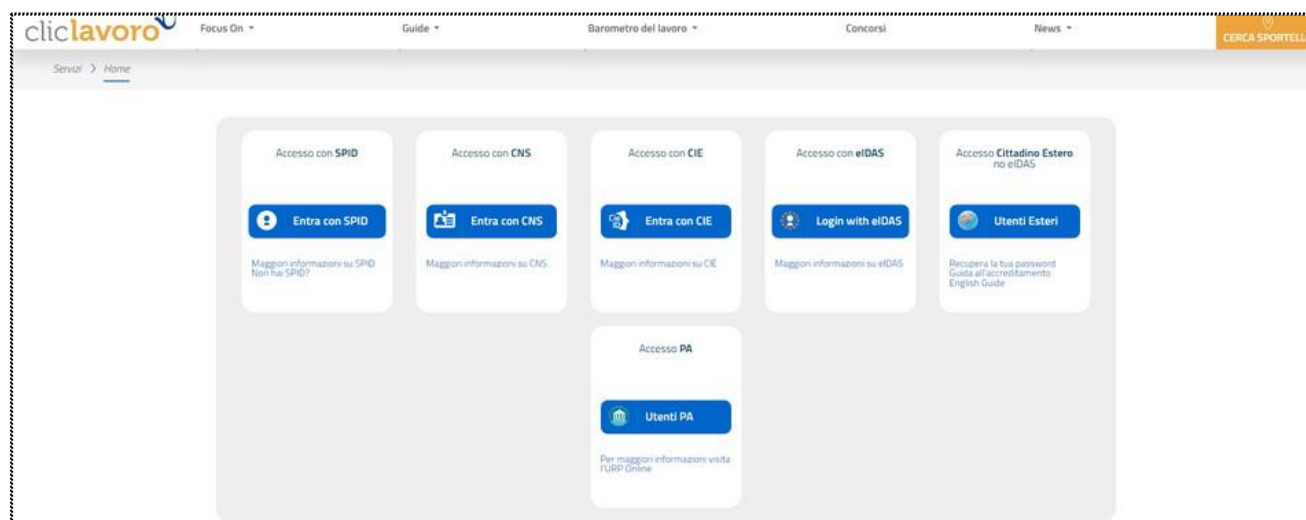 cliclavoro
Focus On
Guide
Barometro del lavoro
Concorsi
News
CERCA SPORTELL
Servizi > Home
Accesso con SPID
Entra con SPID
Maggiori informazioni su SPID
Non hai SPID?
Accesso con CNS
Entra con CNS
Maggiori informazioni su CNS
Accesso con CIE
Entra con CIE
Maggiori informazioni su CIE
Accesso con eIDAS
Login with eIDAS
Maggiori informazioni su eIDAS
Accesso Cittadino Estero
no eIDAS
Utenti Esteri
Recupera la tua password
Guida all'accreditamento
English Guide
Accesso PA
Utenti PA
Per maggiori informazioni visita
l'URP Online